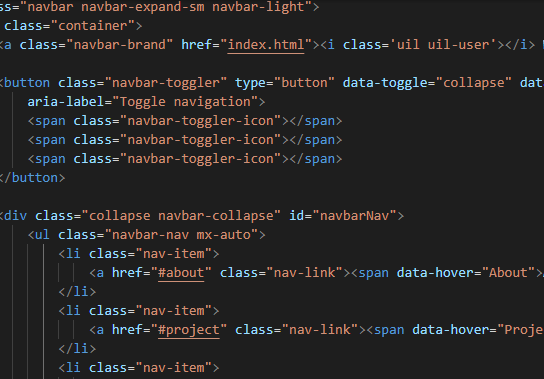 ss="navbar navbar-expand-sm navbar-light">
class="container">
<a class="navbar-brand" href="index.html"><i class='uil uil-user'></i>
<button class="navbar-toggler" type="button" data-toggle="collapse" dat
aria-label="Toggle navigation">
<span class="navbar-toggler-icon"></span>
<span class="navbar-toggler-icon"></span>
<span class="navbar-toggler-icon"></span>
</button>
<div class="collapse navbar-collapse" id="navbarNav">
<ul class="navbar-nav mx-auto">
<li class="nav-item">
<a href="#about" class="nav-link"><span data-hover="About">
</li>
<li class="nav-item">
<a href="#project" class="nav-link"><span data-hover="Proje
</li>
<li class="nav-item">